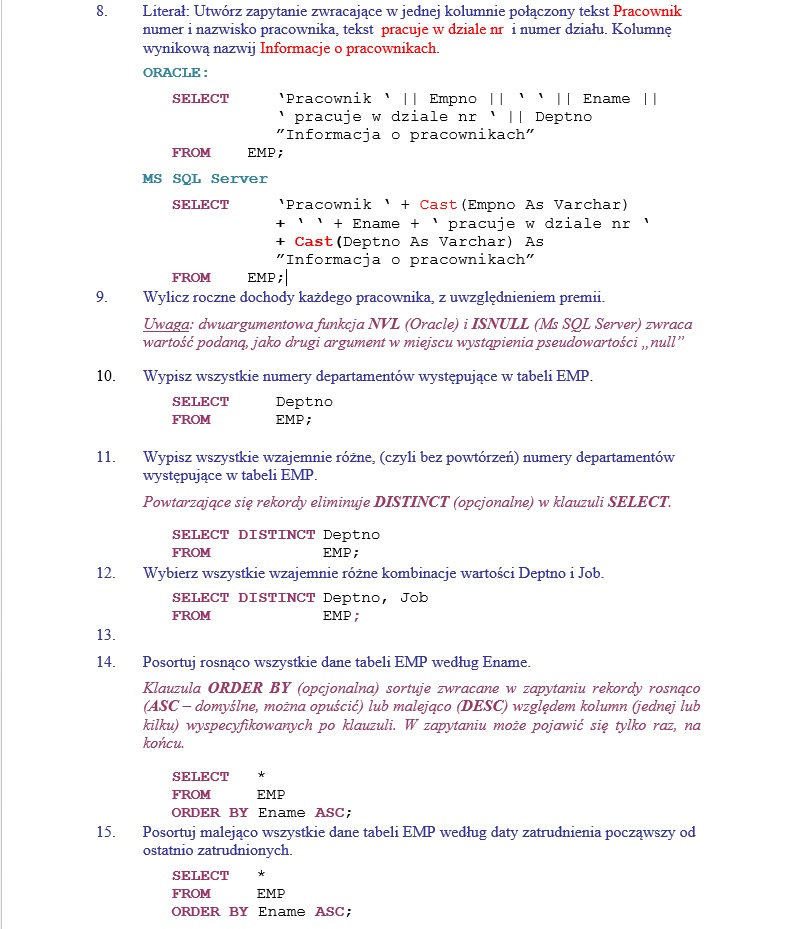 8. Literał: Utwórz zapytanie zwracające w jednej kolumnie połączony tekst Pracownik
numer i nazwisko pracownika, tekst pracuje w dziale nr i numer działu. Kolumnę
wynikową nazwij Informacje o pracownikach.
ORACLE:
SELECT ‘Pracownik ‘ || Empno || ‘ ‘ || Ename ||
‘ pracuje w dziale nr ‘ || Deptno
”Informacja o pracownikach”
FROM EMP;
MS SQL Server
SELECT ‘Pracownik ‘ + Cast(Empno As Varchar)
+ ‘ ‘ + Ename + ‘ pracuje w dziale nr ‘
+ Cast(Deptno As Varchar) As
”Informacja o pracownikach”
FROM EMP;
9. Wylicz roczne dochody każdego pracownika, z uwzględnieniem premii.
Uwaga: dwuargumentowa funkcja NVL (Oracle) i ISNULL (Ms SQL Server) zwraca
wartość podaną, jako drugi argument w miejscu wystąpienia pseudowartości „null”
10. Wypisz wszystkie numery departamentów występujące w tabeli EMP.
SELECT Deptno
FROM EMP;
11. Wypisz wszystkie wzajemnie różne, (czyli bez powtórzeń) numery departamentów
występujące w tabeli EMP.
Powtarzające się rekordy eliminuje DISTINCT (opcjonalne) w klauzuli SELECT.
SELECT DISTINCT Deptno
FROM EMP;
12. Wybierz wszystkie wzajemnie różne kombinacje wartości Deptno i Job.
SELECT DISTINCT Deptno, Job
FROM EMP;
13.
14. Posortuj rosnąco wszystkie dane tabeli EMP według Ename.
Klauzula ORDER BY (opcjonalna) sortuje zwracane w zapytaniu rekordy rosnąco
(ASC – domyślne, można opuścić) lub malejąco (DESC) względem kolumn (jednej lub
kilku) wyspecyfikowanych po klauzuli. W zapytaniu może pojawić się tylko raz, na
końcu.
SELECT *
FROM EMP
ORDER BY Ename ASC;
15. Posortuj malejąco wszystkie dane tabeli EMP według daty zatrudnienia począwszy od
ostatnio zatrudnionych.
SELECT *
FROM EMP
ORDER BY Ename ASC;